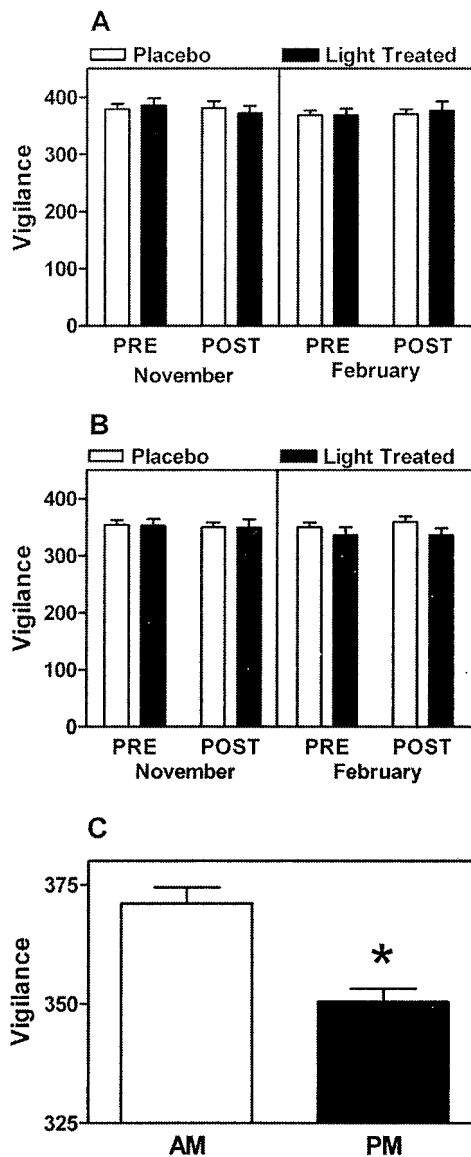 A
Placebo Light Treated
Vigilance
400
300
200
100
0
PRE POST PRE POST
November February
B
Placebo Light Treated
Vigilance
400
300
200
100
0
PRE POST PRE POST
November February
C
Vigilance
375
350
325
*
AM PM